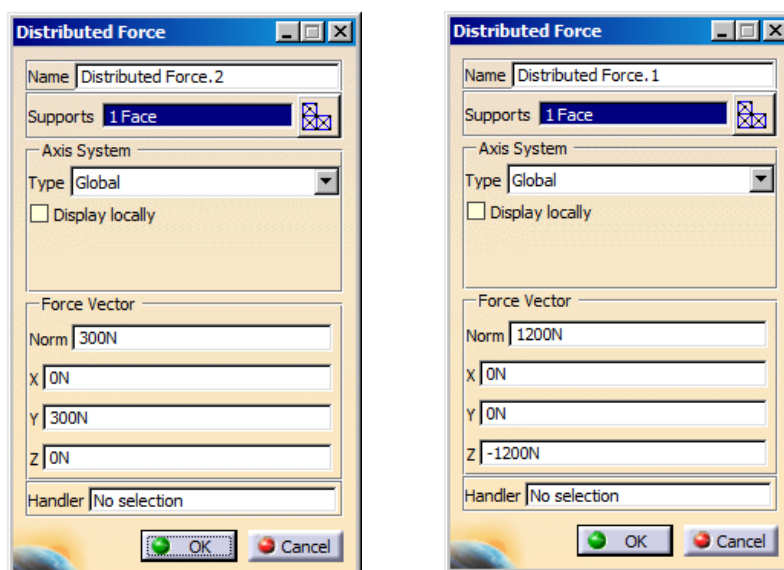 Distributed Force
Name Distributed Force.2
Supports 1 Face
Axis System
Type Global
Display locally
Force Vector
Norm 300N
X 0N
Y 300N
Z 0N
Handler No selection
OK Cancel
Distributed Force
Name Distributed Force.1
Supports 1 Face
Axis System
Type Global
Display locally
Force Vector
Norm 1200N
X 0N
Y 0N
Z -1200N
Handler No selection
OK Cancel